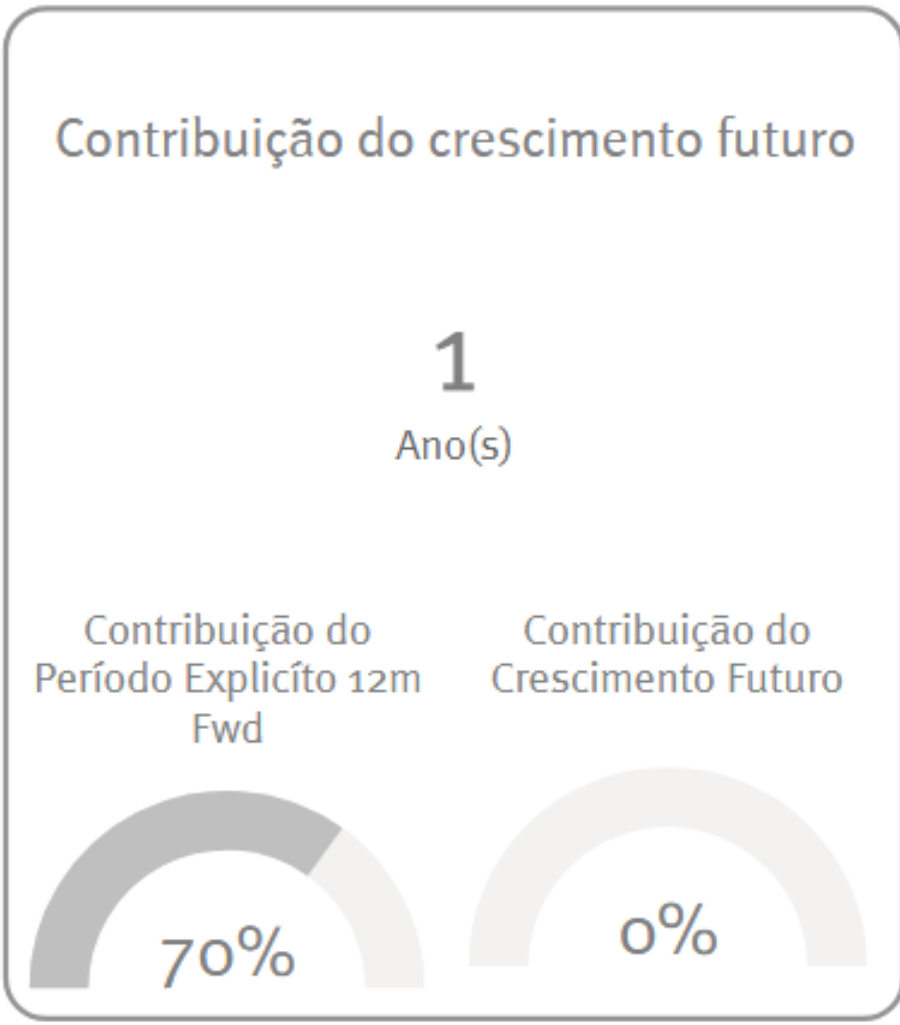 Contribuição do crescimento futuro
1
Ano(s)
Contribuição do
Período Explicíto 12m
Fwd
Contribuição do
Crescimento Futuro
70%
0%